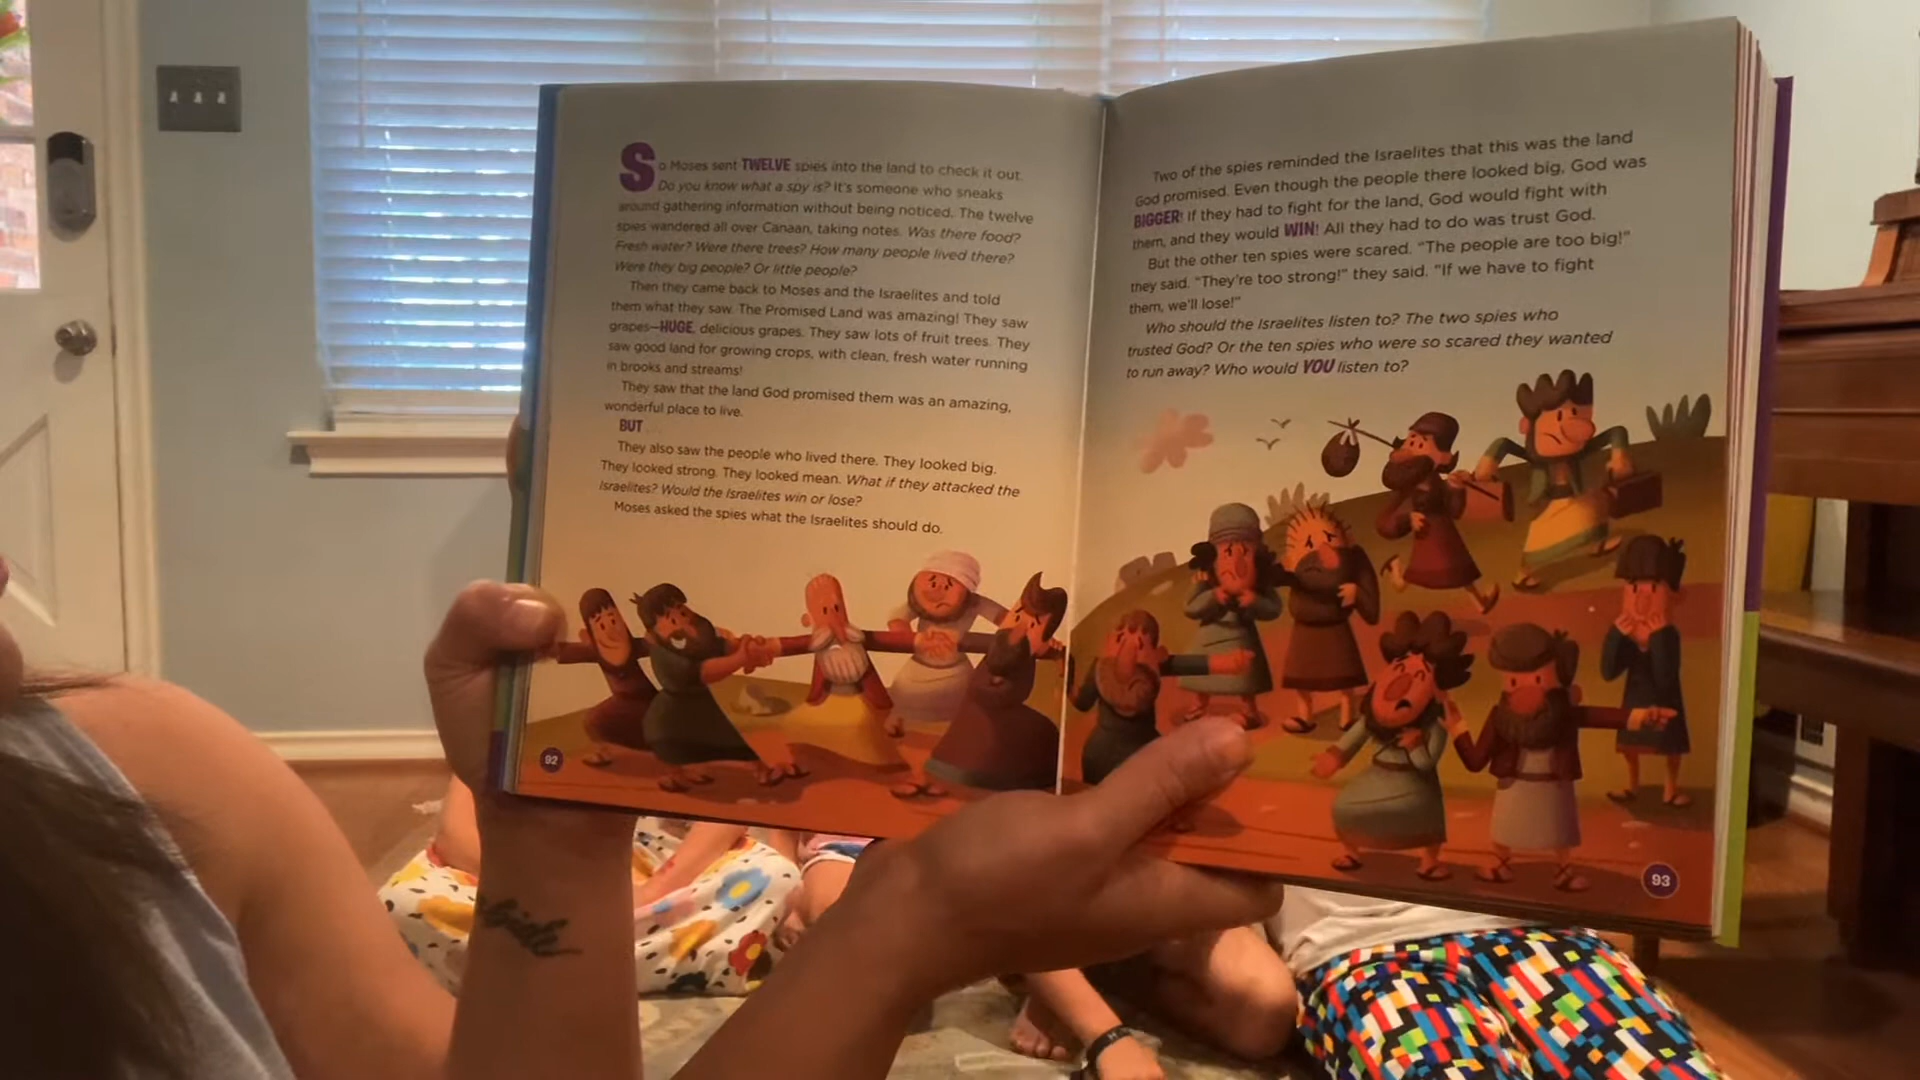 So Moses sent TWELVE spies into the land to check it out.
Do you know what a spy is? It's someone who sneaks
around gathering information without being noticed. The twelve
spies wandered all over Canaan, taking notes. Was there food?
Fresh water? Were there trees? How many people lived there?
Were they big people? Or little people?
Then they came back to Moses and the Israelites and told
them what they saw. The Promised Land was amazing! They saw
grapes—HUGE, delicious grapes. They saw lots of fruit trees. They
saw good land for growing crops, with clean, fresh water running
in brooks and streams!
They saw that the land God promised them was an amazing,
wonderful place to live.
BUT
They also saw the people who lived there. They looked big.
They looked strong. They looked mean. What if they attacked the
Israelites? Would the Israelites win or lose?
Moses asked the spies what the Israelites should do.
92
Two of the spies reminded the Israelites that this was the land
God promised. Even though the people there looked big, God was
BIGGER! If they had to fight for the land, God would fight with
them, and they would WIN! All they had to do was trust God.
But the other ten spies were scared. "The people are too big!"
they said. "They're too strong!" they said. "If we have to fight
them, we'll lose!"
Who should the Israelites listen to? The two spies who
trusted God? Or the ten spies who were so scared they wanted
to run away? Who would YOU listen to?
93